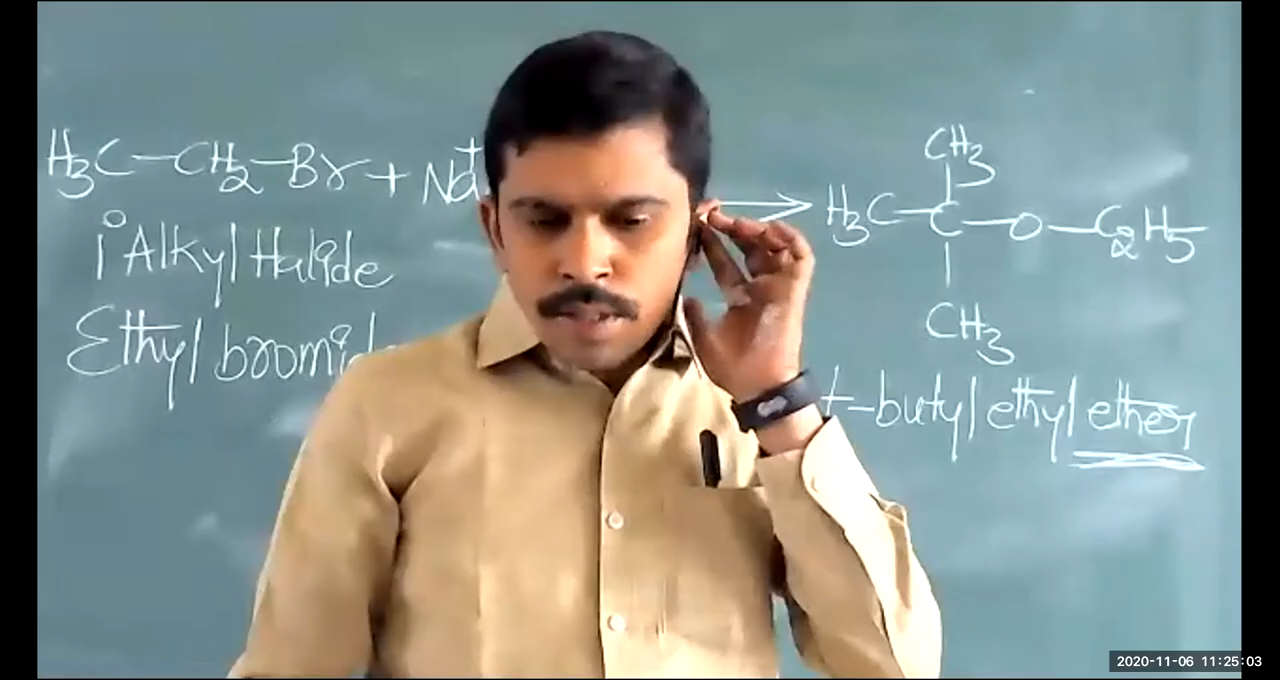 H3C-CH2-Br + Na+
1° Alkyl Halide
Ethyl
CH3
H3C-C-O-C2H5
CH3
t-butyl ethyl ether
2020-11-06 11:25:03